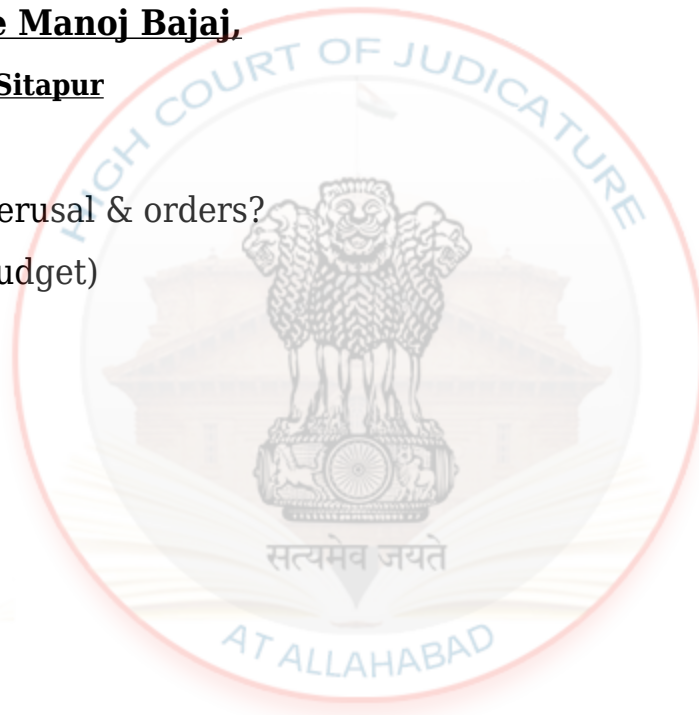 e Manoj Bajaj,
Sitapur
HIGH COURT OF JUDICATURE
erusal & orders?
udget)
सत्यमेव जयते
AT ALLAHABAD